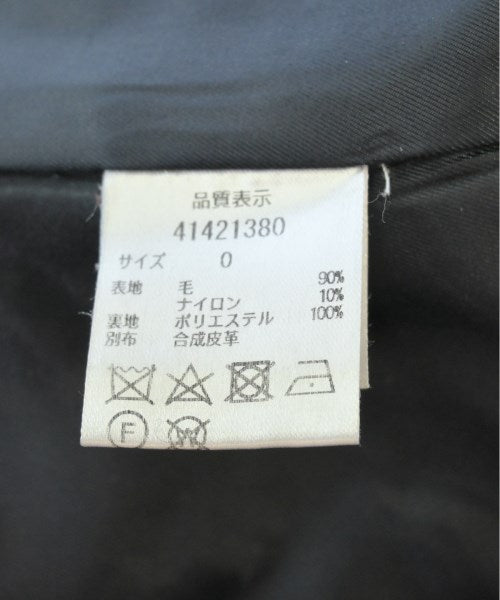 品質表示
41421380
サイズ 0
表地 毛 90%
ナイロン 10%
裏地 ポリエステル 100%
別布 合成皮革
F W